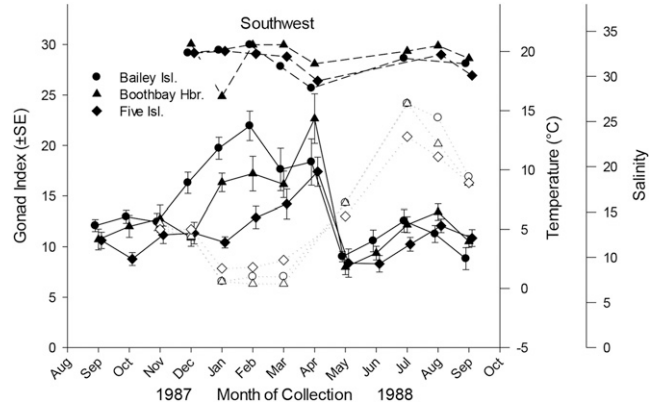 Southwest
Bailey Isl.
Boothbay Hbr.
Five Isl.
Gonad Index (±SE)
30
25
20
15
10
5
0
20
15
10
5
0
-5
Temperature (°C)
35
30
25
20
15
10
5
0
Salinity
Aug Sep Oct Nov Dec Jan Feb Mar Apr May Jun Jul Aug Sep Oct
1987 Month of Collection 1988